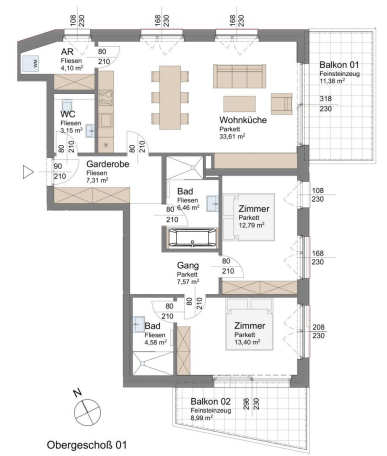 108
230
168
230
168
230
AR
Fliesen
4,10 m²
80
210
WM
Balkon 01
Feinsteinzeug
11,38 m²
WC
Fliesen
3,15 m²
80
210
80
210
Wohnküche
Parkett
33,61 m²
318
230
90
210
Garderobe
Fliesen
7,31 m²
Bad
Fliesen
6,46 m²
80
210
Zimmer
Parkett
12,79 m²
108
230
Gang
Parkett
7,57 m²
80
210
168
230
80
210
80
210
Bad
Fliesen
4,58 m²
Zimmer
Parkett
13,40 m²
208
230
N
Balkon 02
Feinsteinzeug
8,99 m²
298
230
Obergeschoß 01